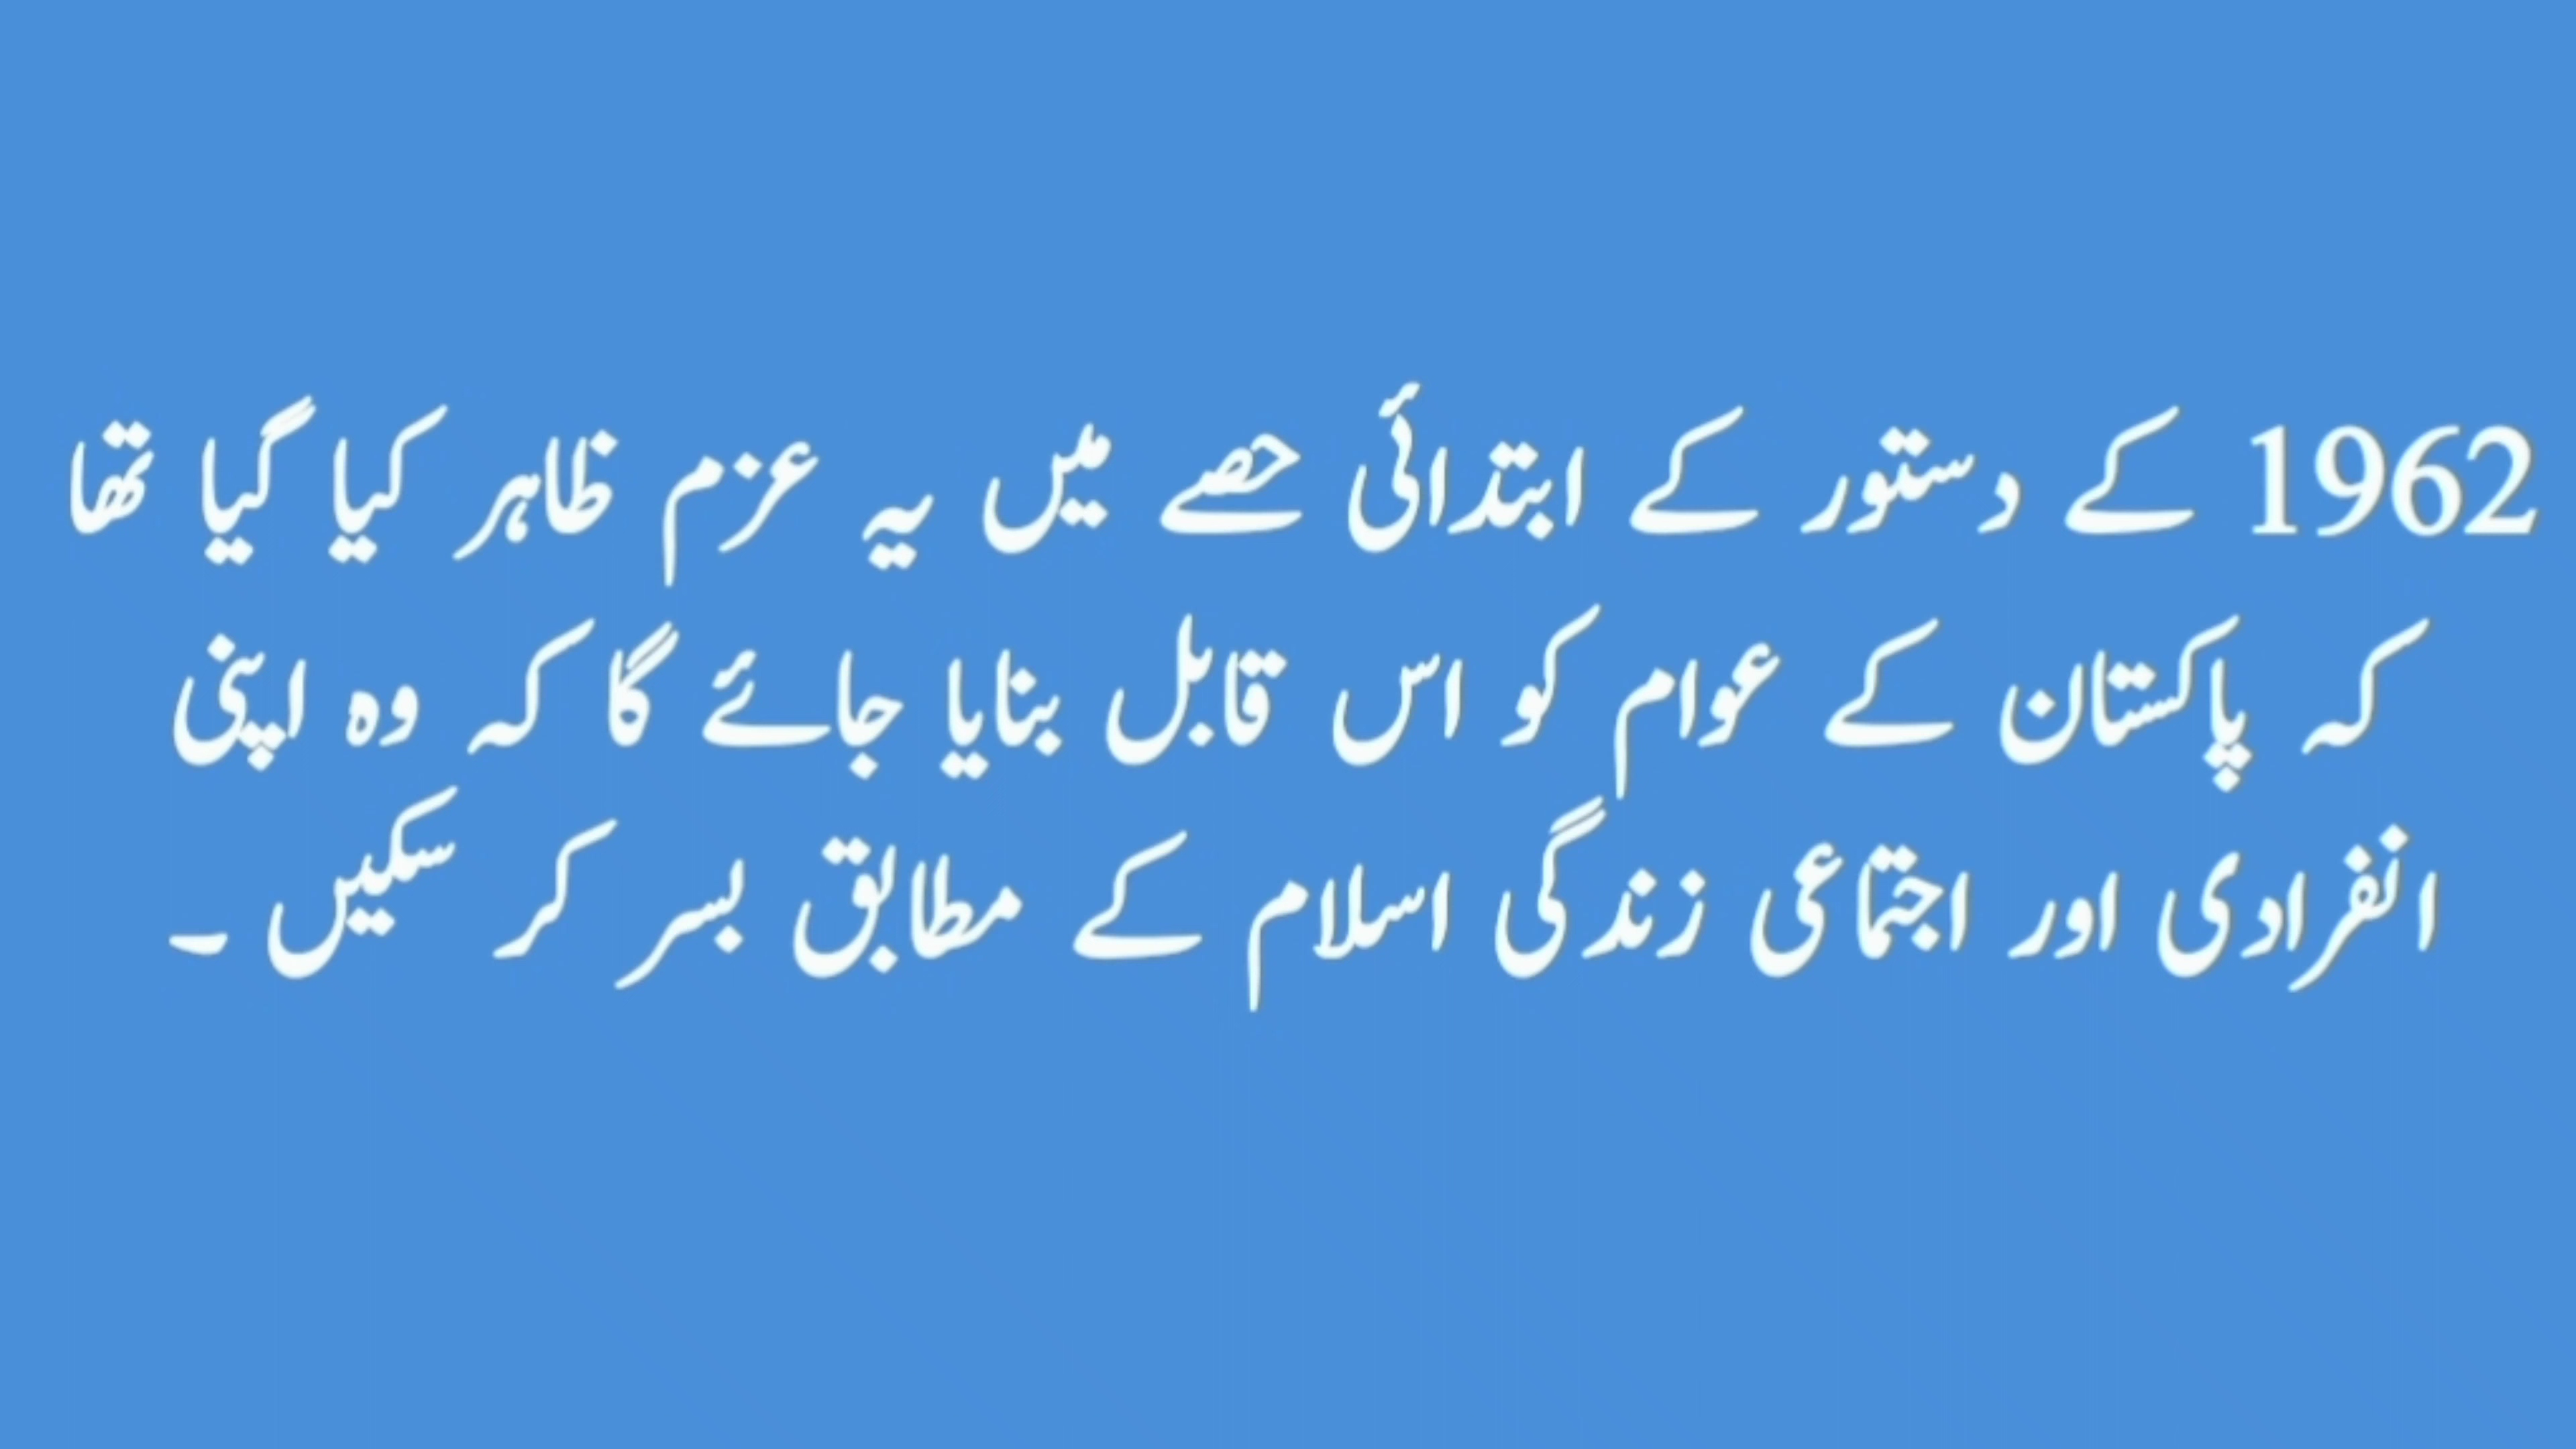 1962 کے دستور کے ابتدائی حصے میں یہ عزم ظاہر کیا گیا تھا
کہ پاکستان کے عوام کو اس قابل بنایا جائے گا کہ وہ اپنی
انفرادی اور اجتماعی زندگی اسلام کے مطابق بسر کر سکیں ۔